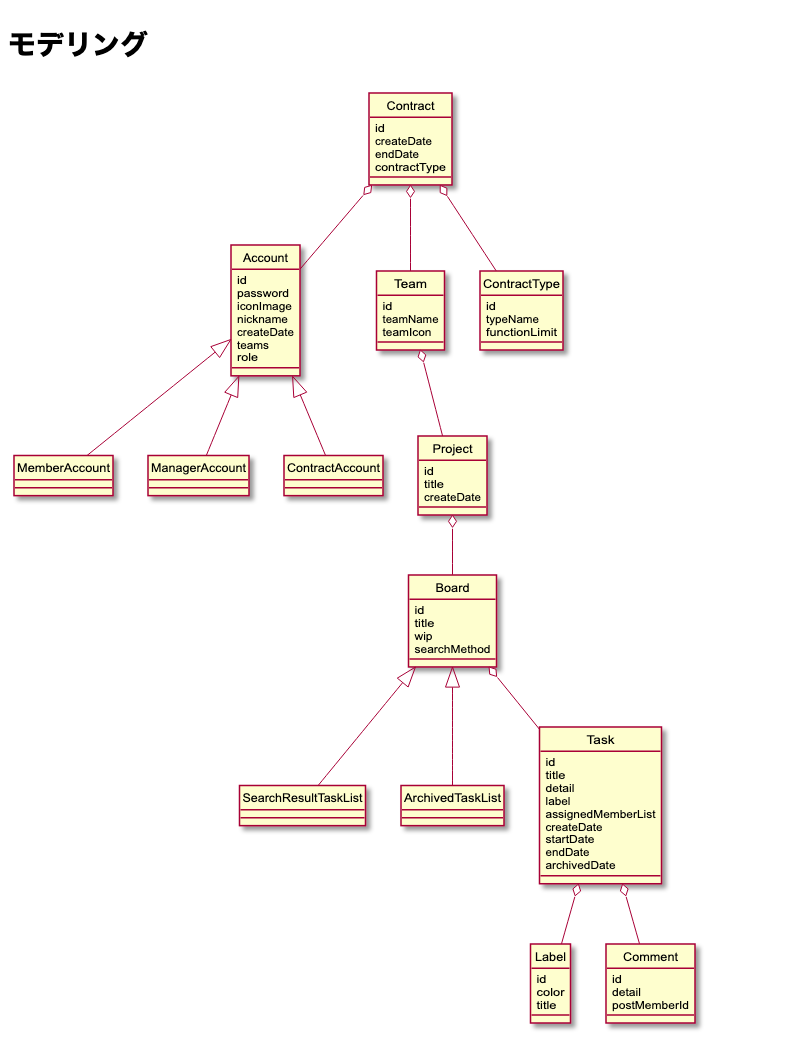 モデリング
Contract
id
createDate
endDate
contractType
Account
id
password
iconImage
nickname
createDate
teams
role
Team
id
teamName
teamIcon
ContractType
id
typeName
functionLimit
MemberAccount
ManagerAccount
ContractAccount
Project
id
title
createDate
Board
id
title
wip
searchMethod
SearchResultTaskList
ArchivedTaskList
Task
id
title
detail
label
assignedMemberList
createDate
startDate
endDate
archivedDate
Label
id
color
title
Comment
id
detail
postMemberId